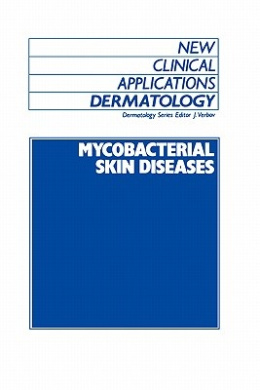 NEW
CLINICAL
APPLICATIONS
DERMATOLOGY
Dermatology Series Editor J. Verbov
MYCOBACTERIAL
SKIN DISEASES